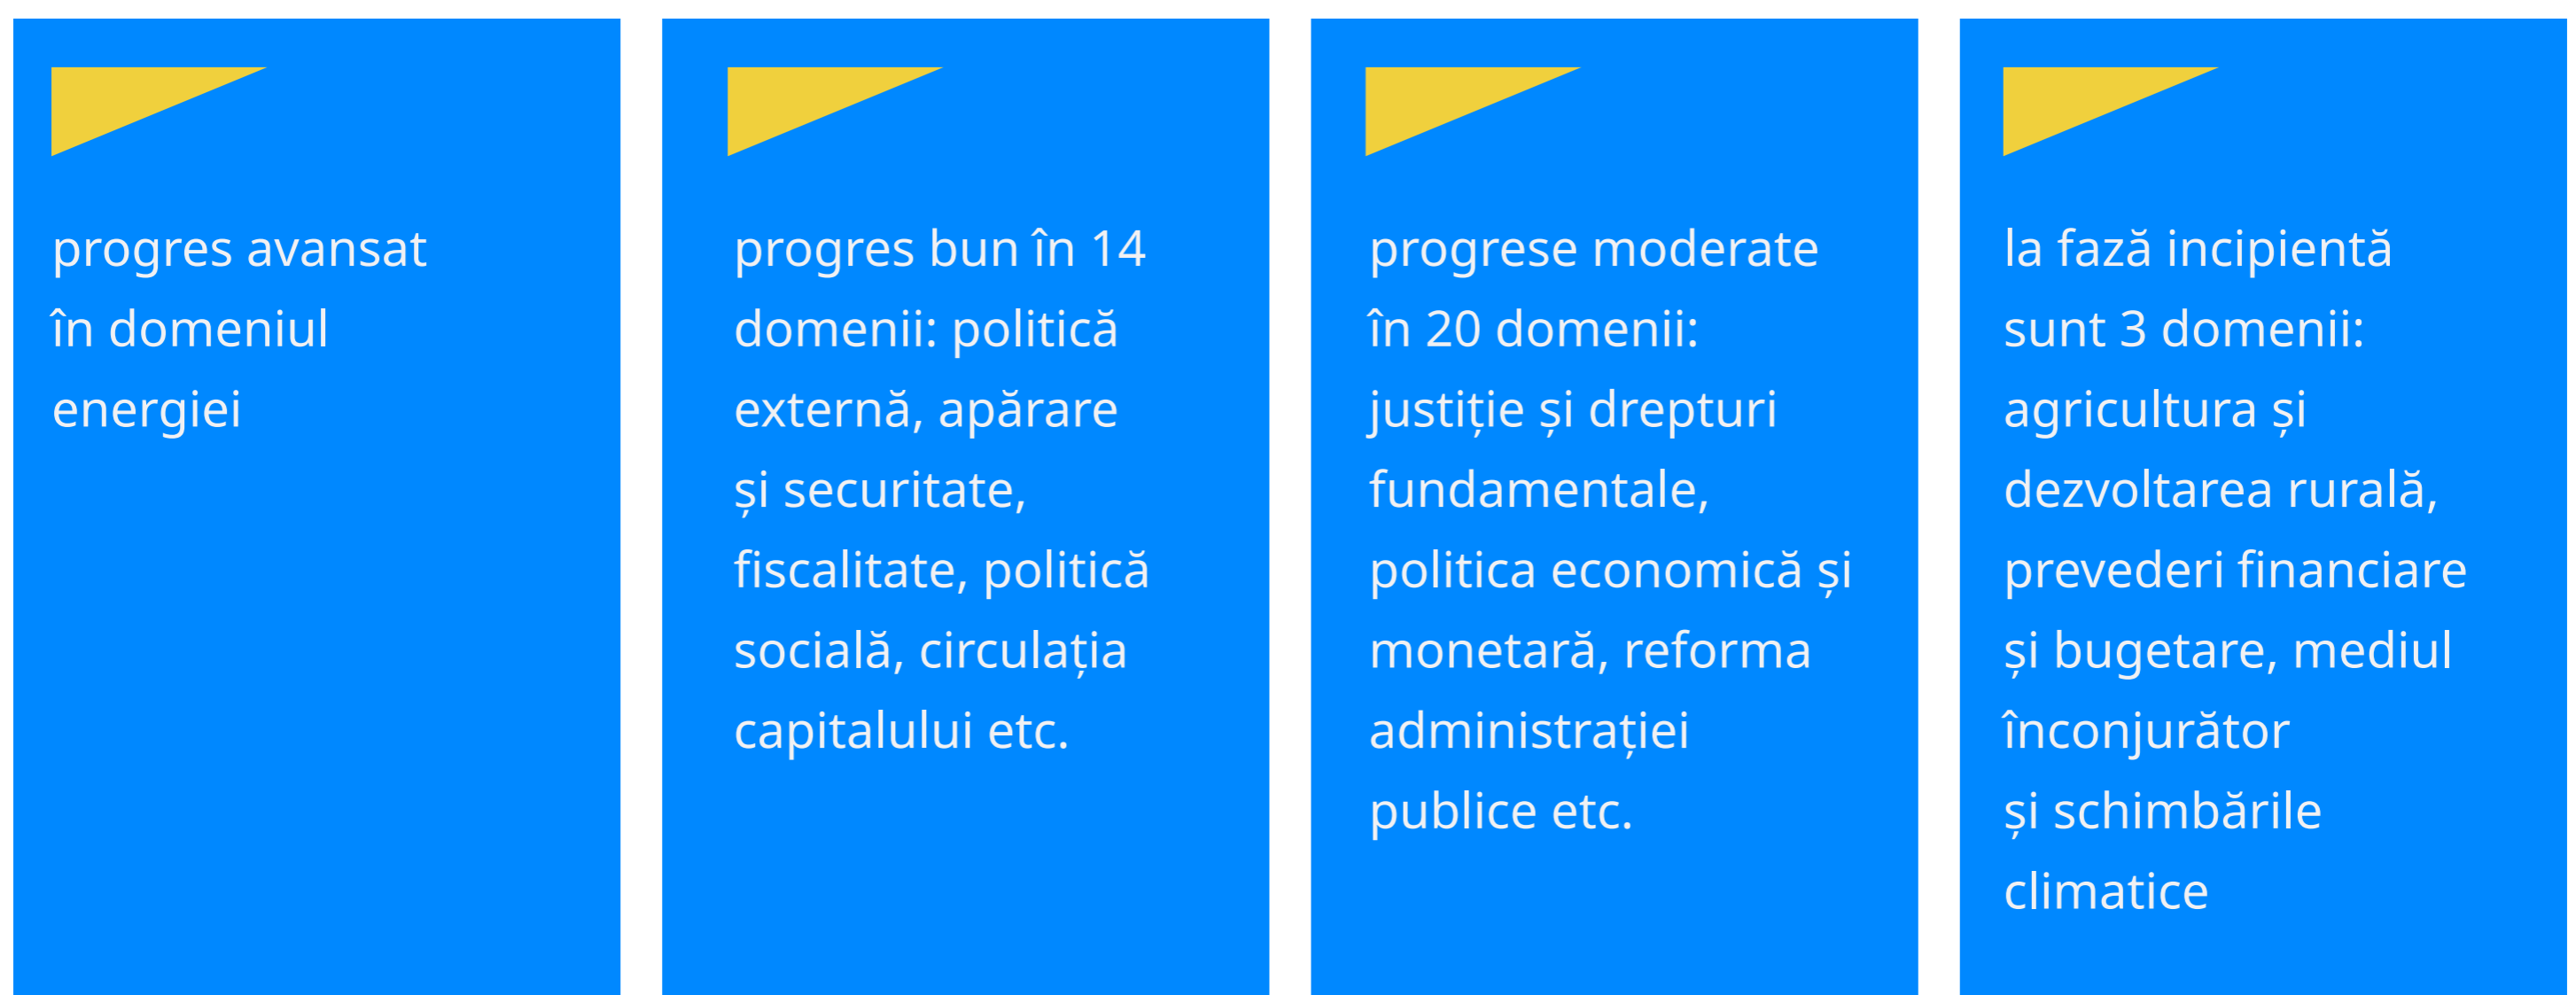 progres avansat
în domeniul
energiei
progres bun în 14
domenii: politică
externă, apărare
și securitate,
fiscalitate, politică
socială, circulația
capitalului etc.
progrese moderate
în 20 domenii:
justiție și drepturi
fundamentale,
politica economică și
monetară, reforma
administrației
publice etc.
la fază incipientă
sunt 3 domenii:
agricultura și
dezvoltarea rurală,
prevederi financiare
și bugetare, mediul
înconjurător
și schimbările
climatice